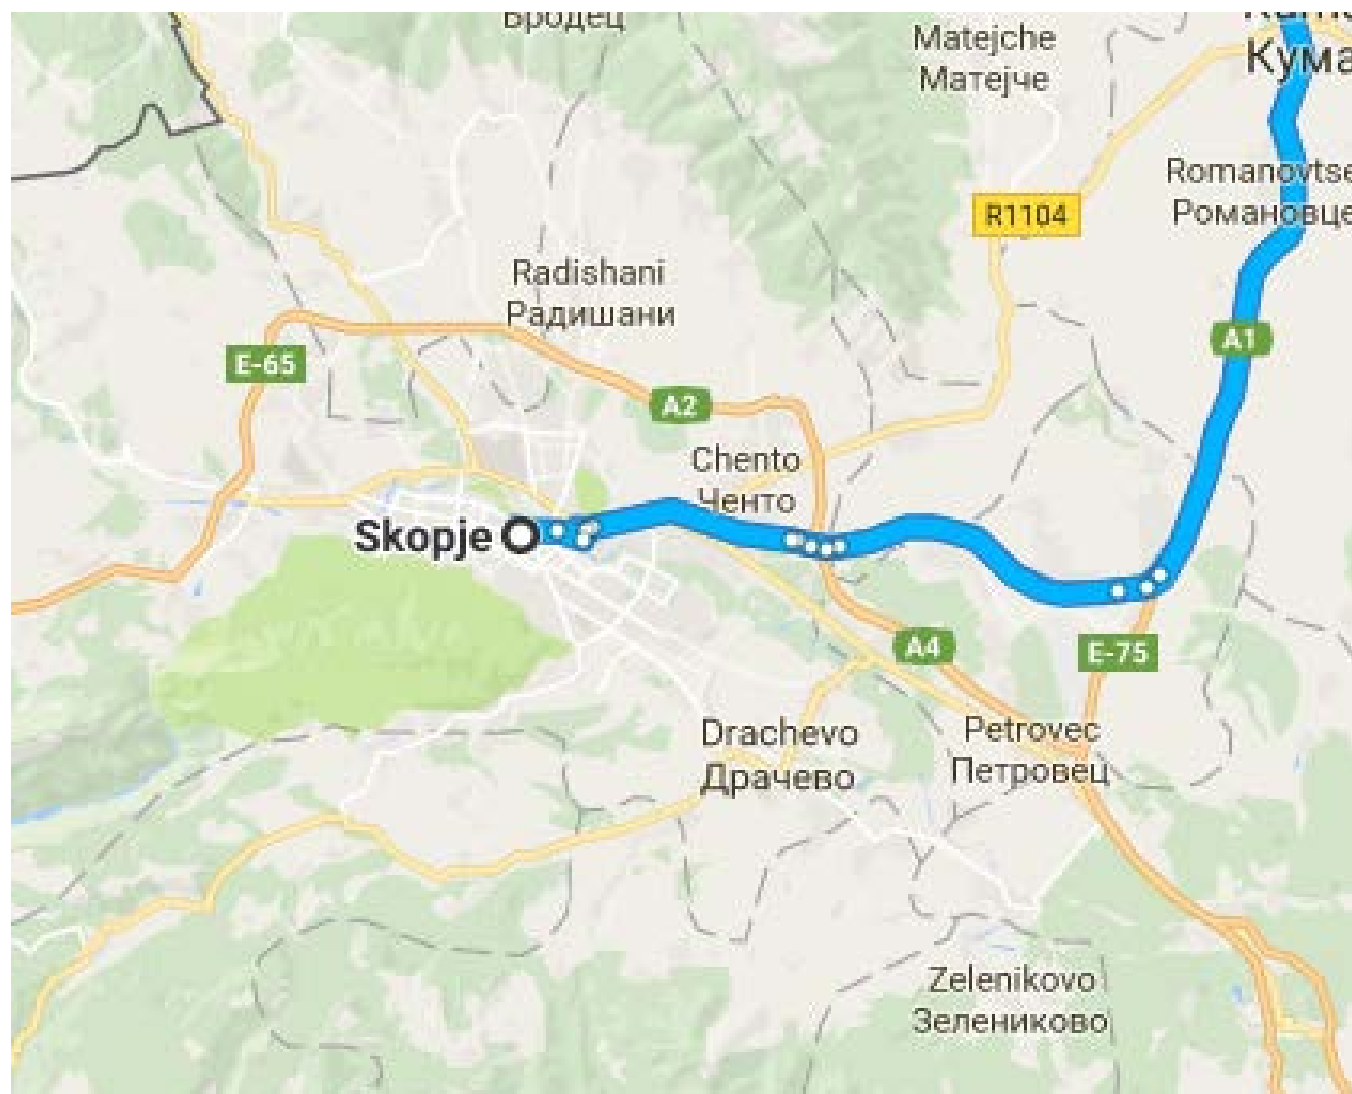 Бродец
Matejche
Матејче
Кума
Romanovtse
Романовце
R1104
Radishani
Радишани
A1
E-65
A2
Chento
Ченто
Skopje
A4
E-75
Drachevo
Драчево
Petrovec
Петровец
Zelenikovo
Зелениково